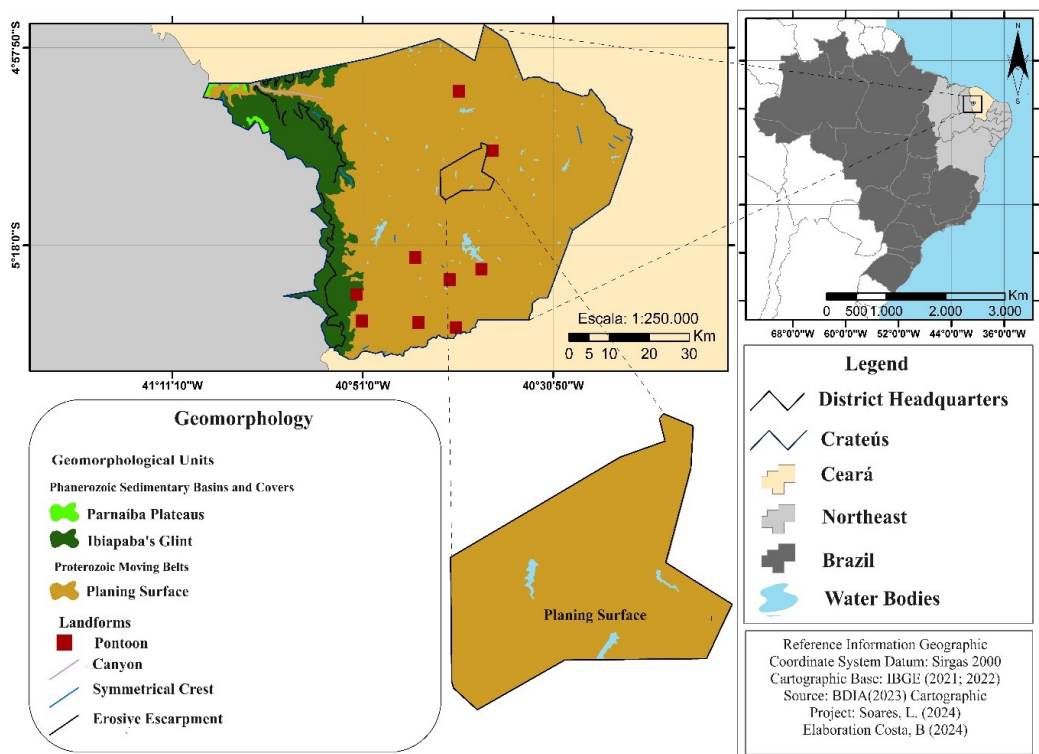 4°57'50"S
5°18'0"S
Escala: 1:250.000
Km
0 5 10 20 30
41°11'10"W 40°51'0"W 40°30'50"W
N
S
Km
0 500 1.000 2.000 3.000
68°0'0"W 60°0'0"W 52°0'0"W 44°0'0"W 36°0'0"W
Geomorphology
Geomorphological Units
Phanerozoic Sedimentary Basins and Covers
Parnaíba Plateaus
Ibiapaba's Glint
Proterozoic Moving Belts
Planing Surface
Landforms
Pontoon
Canyon
Symmetrical Crest
Erosive Escarpment
Planing Surface
Legend
District Headquarters
Crateús
Ceará
Northeast
Brazil
Water Bodies
Reference Information Geographic
Coordinate System Datum: Sirgas 2000
Cartographic Base: IBGE (2021; 2022)
Source: BDIA(2023) Cartographic
Project: Soares, L. (2024)
Elaboration Costa, B (2024)